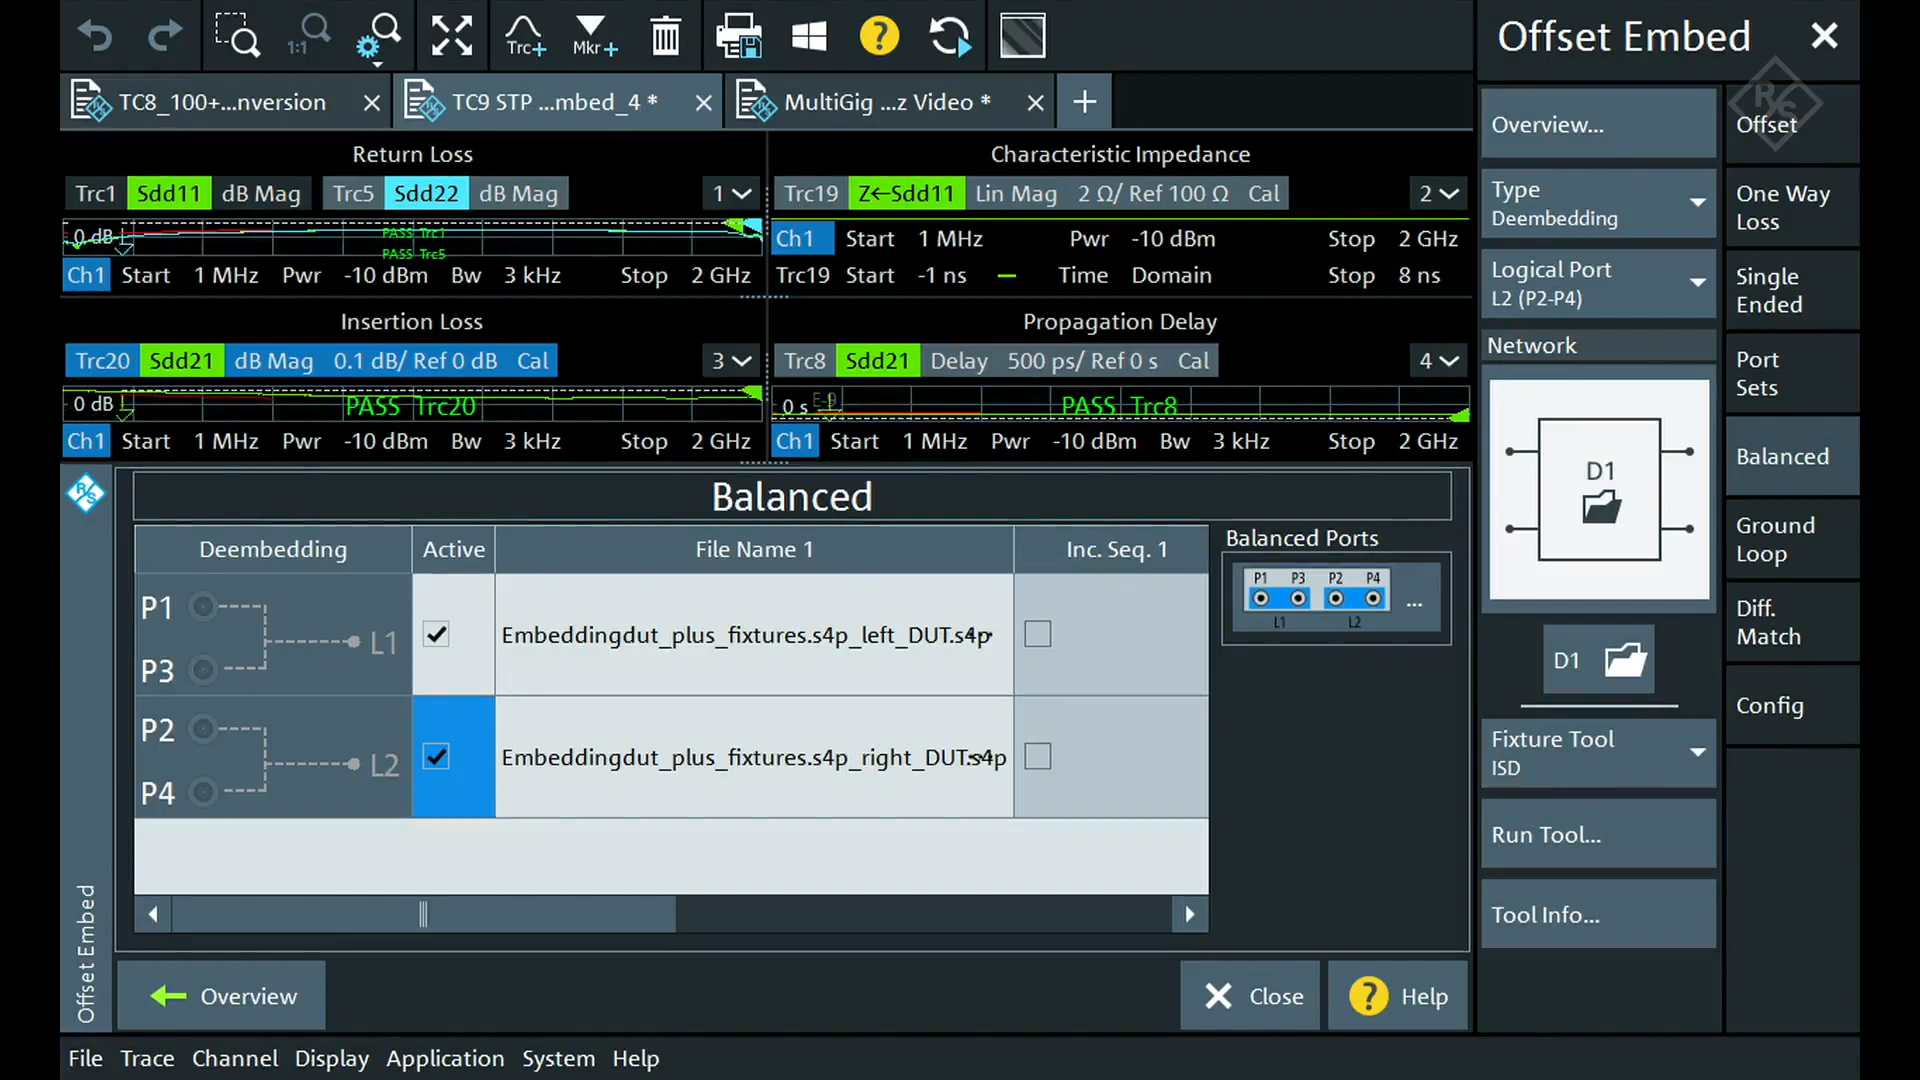 1:1
Trc+
Mkr+
?
Offset Embed
TC8_100+...nversion
TC9 STP ...mbed_4 *
MultiGig ...z Video *
R/S
Return Loss
Trc1 Sdd11 dB Mag Trc5 Sdd22 dB Mag 1
0 dB
PASS Trc1
PASS Trc5
Ch1 Start 1 MHz Pwr -10 dBm Bw 3 kHz Stop 2 GHz
Characteristic Impedance
Trc19 Z←Sdd11 Lin Mag 2 Ω/ Ref 100 Ω Cal 2
Ch1 Start 1 MHz Pwr -10 dBm Stop 2 GHz
Trc19 Start -1 ns Time Domain Stop 8 ns
Insertion Loss
Trc20 Sdd21 dB Mag 0.1 dB/ Ref 0 dB Cal 3
0 dB
PASS Trc20
Ch1 Start 1 MHz Pwr -10 dBm Bw 3 kHz Stop 2 GHz
Propagation Delay
Trc8 Sdd21 Delay 500 ps/ Ref 0 s Cal 4
0 s
PASS Trc8
Ch1 Start 1 MHz Pwr -10 dBm Bw 3 kHz Stop 2 GHz
R/S
Offset Embed
Balanced
Deembedding Active File Name 1 Inc. Seq. 1
P1
P3
L1
Embeddingdut_plus_fixtures.s4p_left_DUT.s4p
P2
P4
L2
Embeddingdut_plus_fixtures.s4p_right_DUT.s4p
Balanced Ports
P1 P3 P2 P4
L1 L2
...
Overview
Close
? Help
Overview...
Type
Deembedding
Logical Port
L2 (P2-P4)
Network
D1
D1
Fixture Tool
ISD
Run Tool...
Tool Info...
Offset
One Way
Loss
Single
Ended
Port
Sets
Balanced
Ground
Loop
Diff.
Match
Config
File Trace Channel Display Application System Help